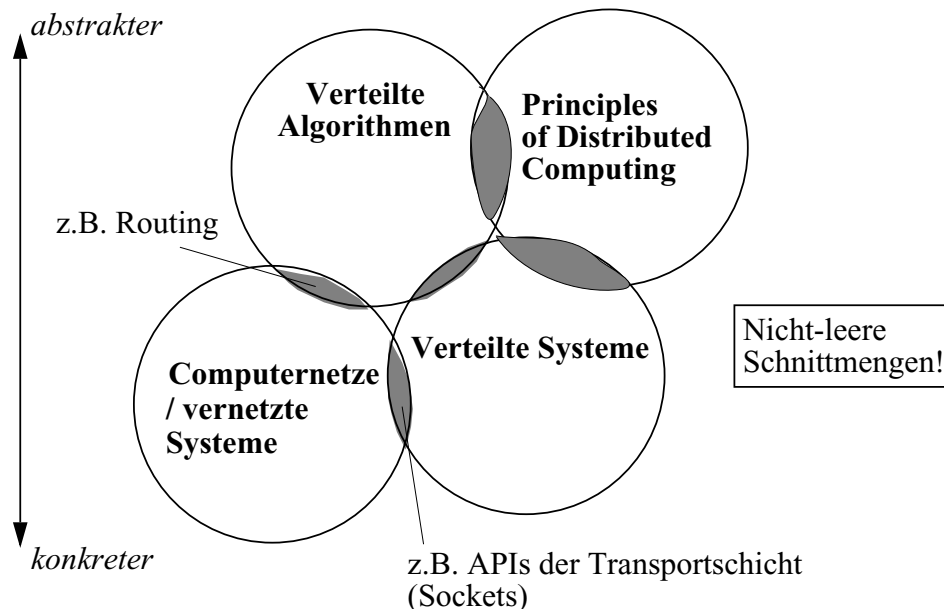 abstrakter
Verteilte
Algorithmen
Principles
of Distributed
Computing
z.B. Routing
Verteilte Systeme
Nicht-leere
Schnittmengen!
Computernetze
/ vernetzte
Systeme
konkreter
z.B. APIs der Transportschicht
(Sockets)